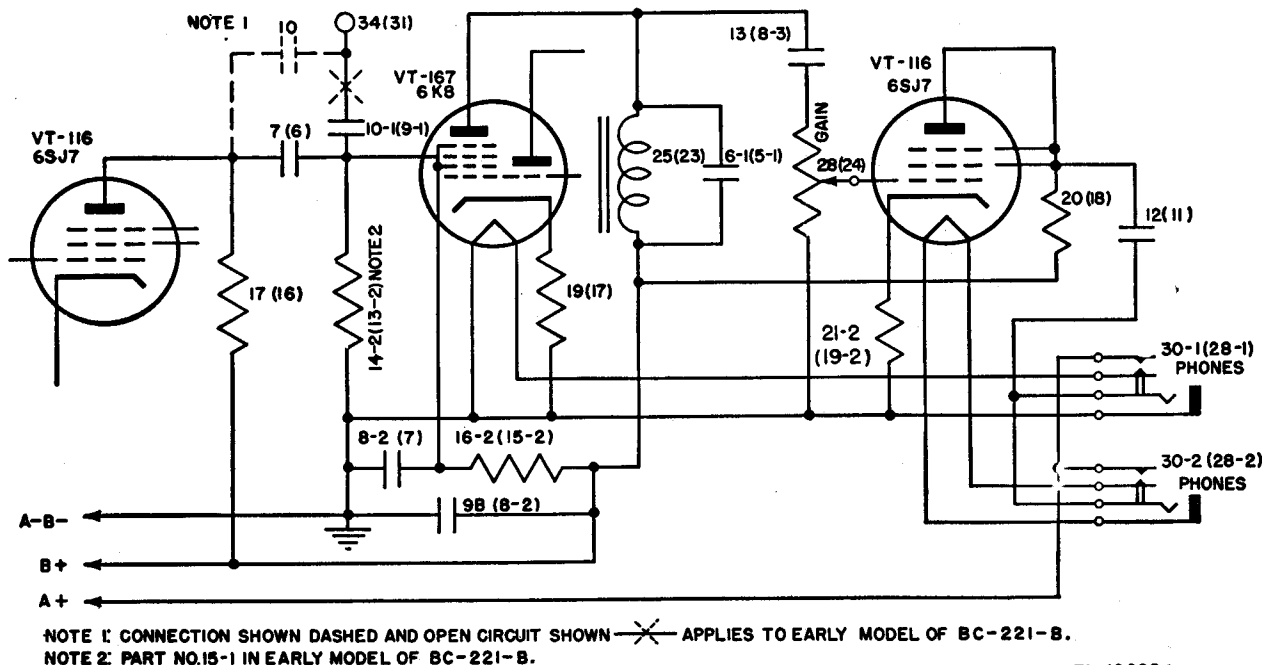 NOTE 1
10
34(31)
13 (8-3)
VT-167
6K8
VT-116
6SJ7
VT-116
6SJ7
7(6)
10-1(9-1)
GAIN
25(23)
6-1(5-1)
28(24)
20(18)
12(11)
17 (16)
14-2(13-2)NOTE2
19(17)
21-2
(19-2)
30-1(28-1)
PHONES
8-2 (7)
16-2(15-2)
30-2 (28-2)
PHONES
9B (8-2)
A-B-
B+
A+
NOTE 1: CONNECTION SHOWN DASHED AND OPEN CIRCUIT SHOWN APPLIES TO EARLY MODEL OF BC-221-B.
NOTE 2: PART NO.15-1 IN EARLY MODEL OF BC-221-B.